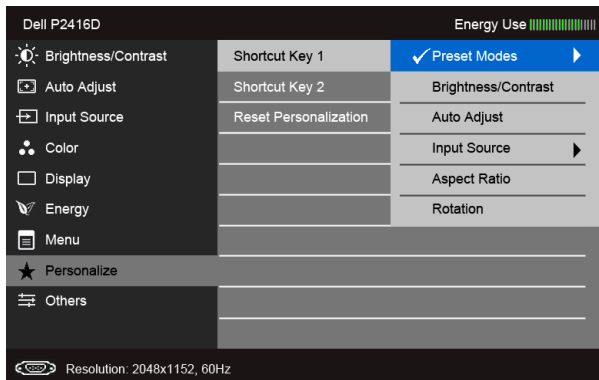 Dell P2416D Energy Use
Brightness/Contrast Shortcut Key 1 Preset Modes
Auto Adjust Shortcut Key 2 Brightness/Contrast
Input Source Reset Personalization Auto Adjust
Color Input Source
Display Aspect Ratio
Energy Rotation
Menu
Personalize
Others
Resolution: 2048x1152, 60Hz